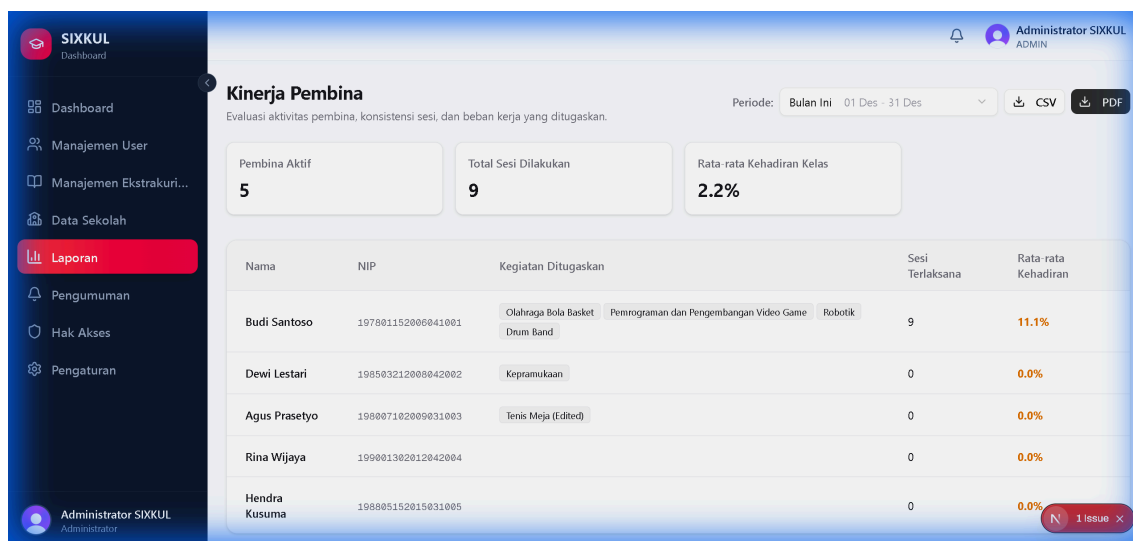 SIXKUL
Dashboard
Dashboard
Manajemen User
Manajemen Ekstrakuri...
Data Sekolah
Laporan
Pengumuman
Hak Akses
Pengaturan
Administrator SIXKUL
Administrator
Administrator SIXKUL
ADMIN
Kinerja Pembina
Evaluasi aktivitas pembina, konsistensi sesi, dan beban kerja yang ditugaskan.
Periode: Bulan Ini 01 Des - 31 Des CSV PDF
Pembina Aktif
5
Total Sesi Dilakukan
9
Rata-rata Kehadiran Kelas
2.2%
Nama NIP Kegiatan Ditugaskan Sesi Terlaksana Rata-rata Kehadiran
Budi Santoso 197801152006041001 Olahraga Bola Basket Pemrograman dan Pengembangan Video Game Robotik Drum Band 9 11.1%
Dewi Lestari 198503212008042002 Kepramukaan 0 0.0%
Agus Prasetyo 198007102009031003 Tenis Meja (Edited) 0 0.0%
Rina Wijaya 199001302012042004 0 0.0%
Hendra Kusuma 198805152015031005 0 0.0%
N 1 Issue